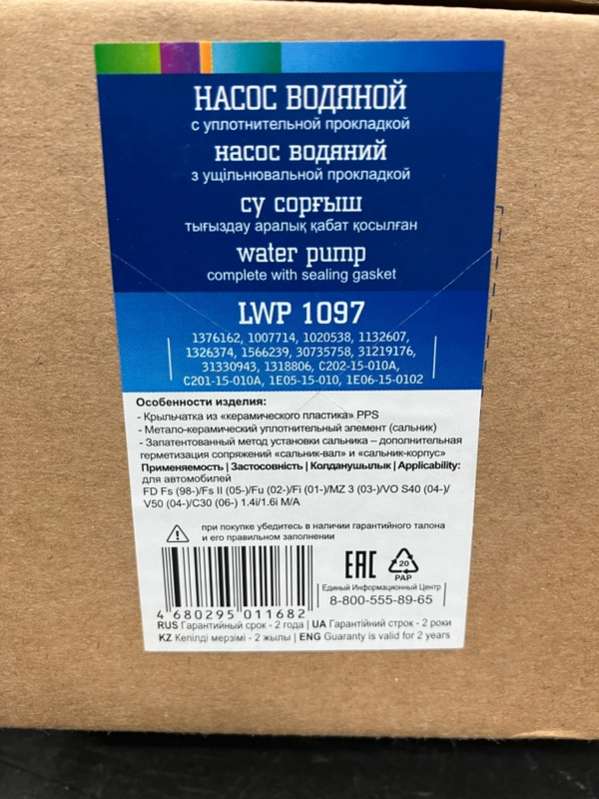 НАСОС ВОДЯНОЙ
с уплотнительной прокладкой
насос водяний
з ущільнювальной прокладкой
су сорғыш
тығыздау аралық қабат қосылған
water pump
complete with sealing gasket
LWP 1097
1376162, 1007714, 1020538, 1132607,
1326374, 1566239, 30735758, 31219176,
31330943, 1318806, C202-15-010A,
C201-15-010A, 1E05-15-010, 1E06-15-0102
Особенности изделия:
- Крыльчатка из «керамического пластика» PPS
- Метало-керамический уплотнительный элемент (сальник)
- Запатентованный метод установки сальника – дополнительная
герметизация сопряжений «сальник-вал» и «сальник-корпус»
Применяемость | Застосовність | Колданушылык | Applicability:
для автомобилей
FD Fs (98-)/Fs II (05-)/Fu (02-)/Fi (01-)/MZ 3 (03-)/VO S40 (04-)/
V50 (04-)/C30 (06-) 1.4i/1.6i M/A
при покупке убедитесь в наличии гарантийного талона
и его правильном заполнении
EAC
20
PAP
Единый Информационный Центр
8-800-555-89-65
4 680295 011682
RUS Гарантийный срок - 2 года | UA Гарантійний строк - 2 роки
KZ Кепілді мерзімі - 2 жылы | ENG Guaranty is valid for 2 years